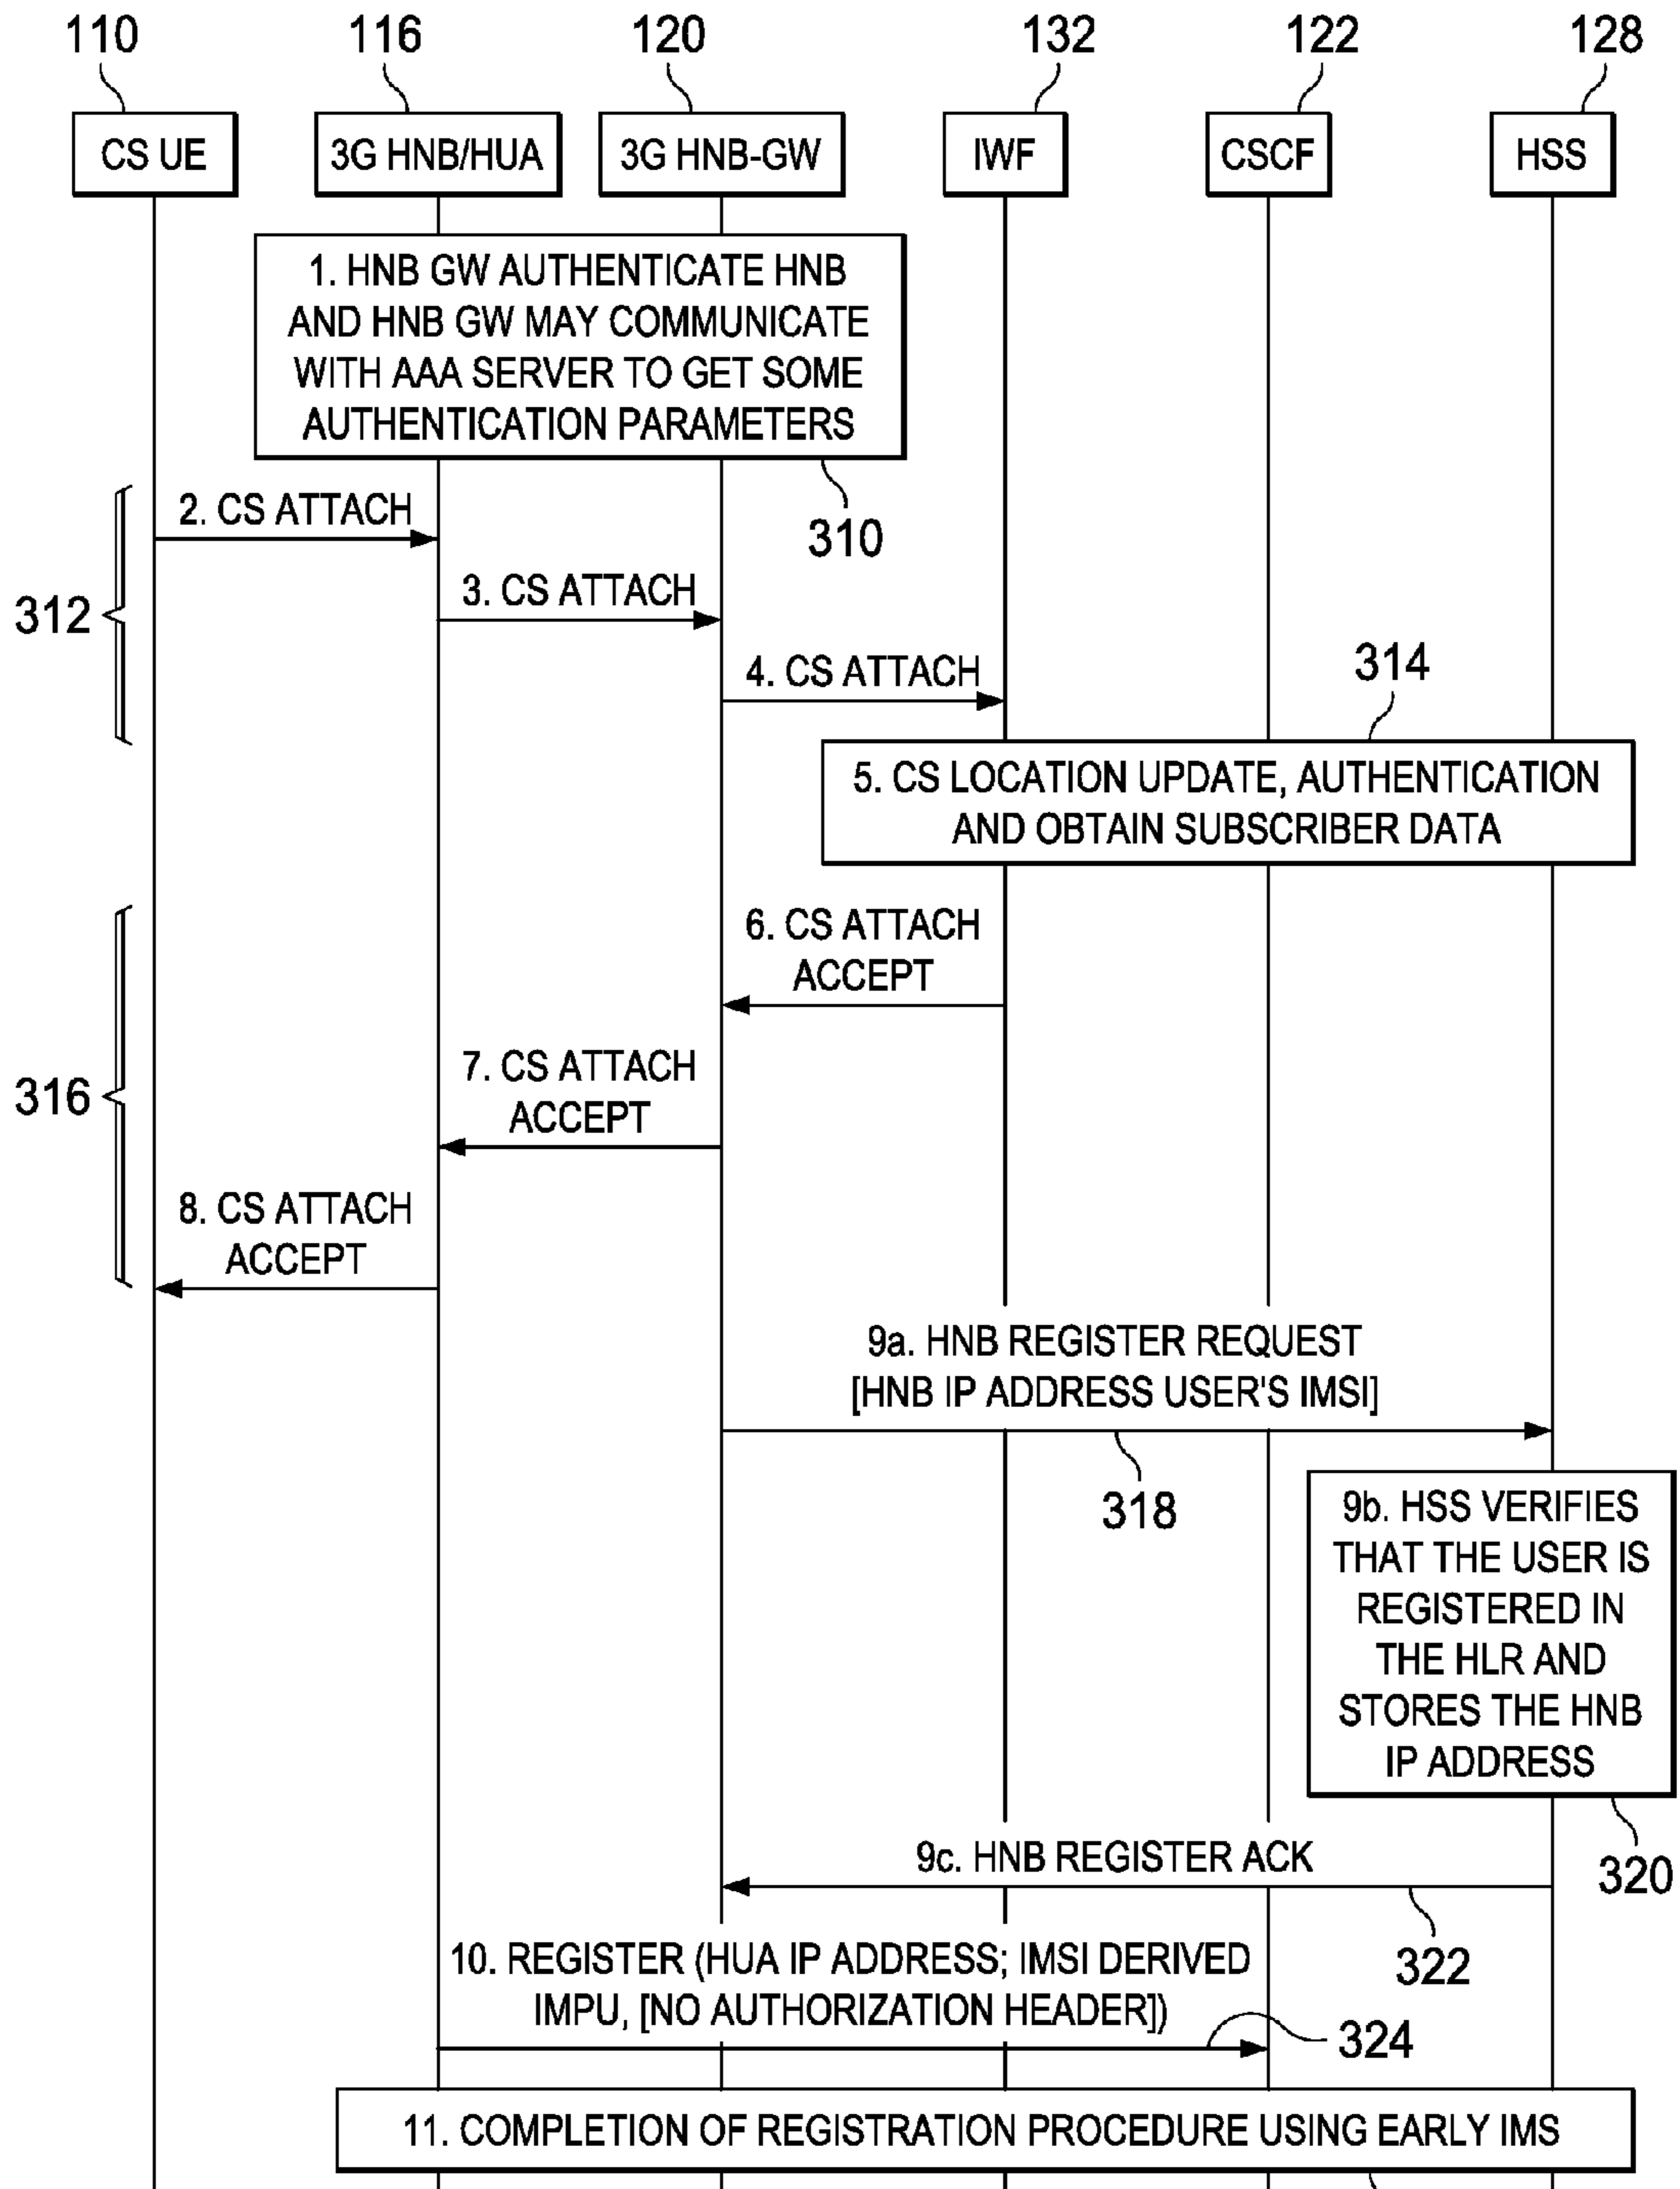 110
116
120
132
122
128
CS UE
3G HNB/HUA
3G HNB-GW
IWF
CSCF
HSS
1. HNB GW AUTHENTICATE HNB
AND HNB GW MAY COMMUNICATE
WITH AAA SERVER TO GET SOME
AUTHENTICATION PARAMETERS
310
312
2. CS ATTACH
3. CS ATTACH
4. CS ATTACH
314
5. CS LOCATION UPDATE, AUTHENTICATION
AND OBTAIN SUBSCRIBER DATA
316
6. CS ATTACH
ACCEPT
7. CS ATTACH
ACCEPT
8. CS ATTACH
ACCEPT
9a. HNB REGISTER REQUEST
[HNB IP ADDRESS USER'S IMSI]
318
9b. HSS VERIFIES
THAT THE USER IS
REGISTERED IN
THE HLR AND
STORES THE HNB
IP ADDRESS
320
9c. HNB REGISTER ACK
322
10. REGISTER (HUA IP ADDRESS; IMSI DERIVED
IMPU, [NO AUTHORIZATION HEADER])
324
11. COMPLETION OF REGISTRATION PROCEDURE USING EARLY IMS